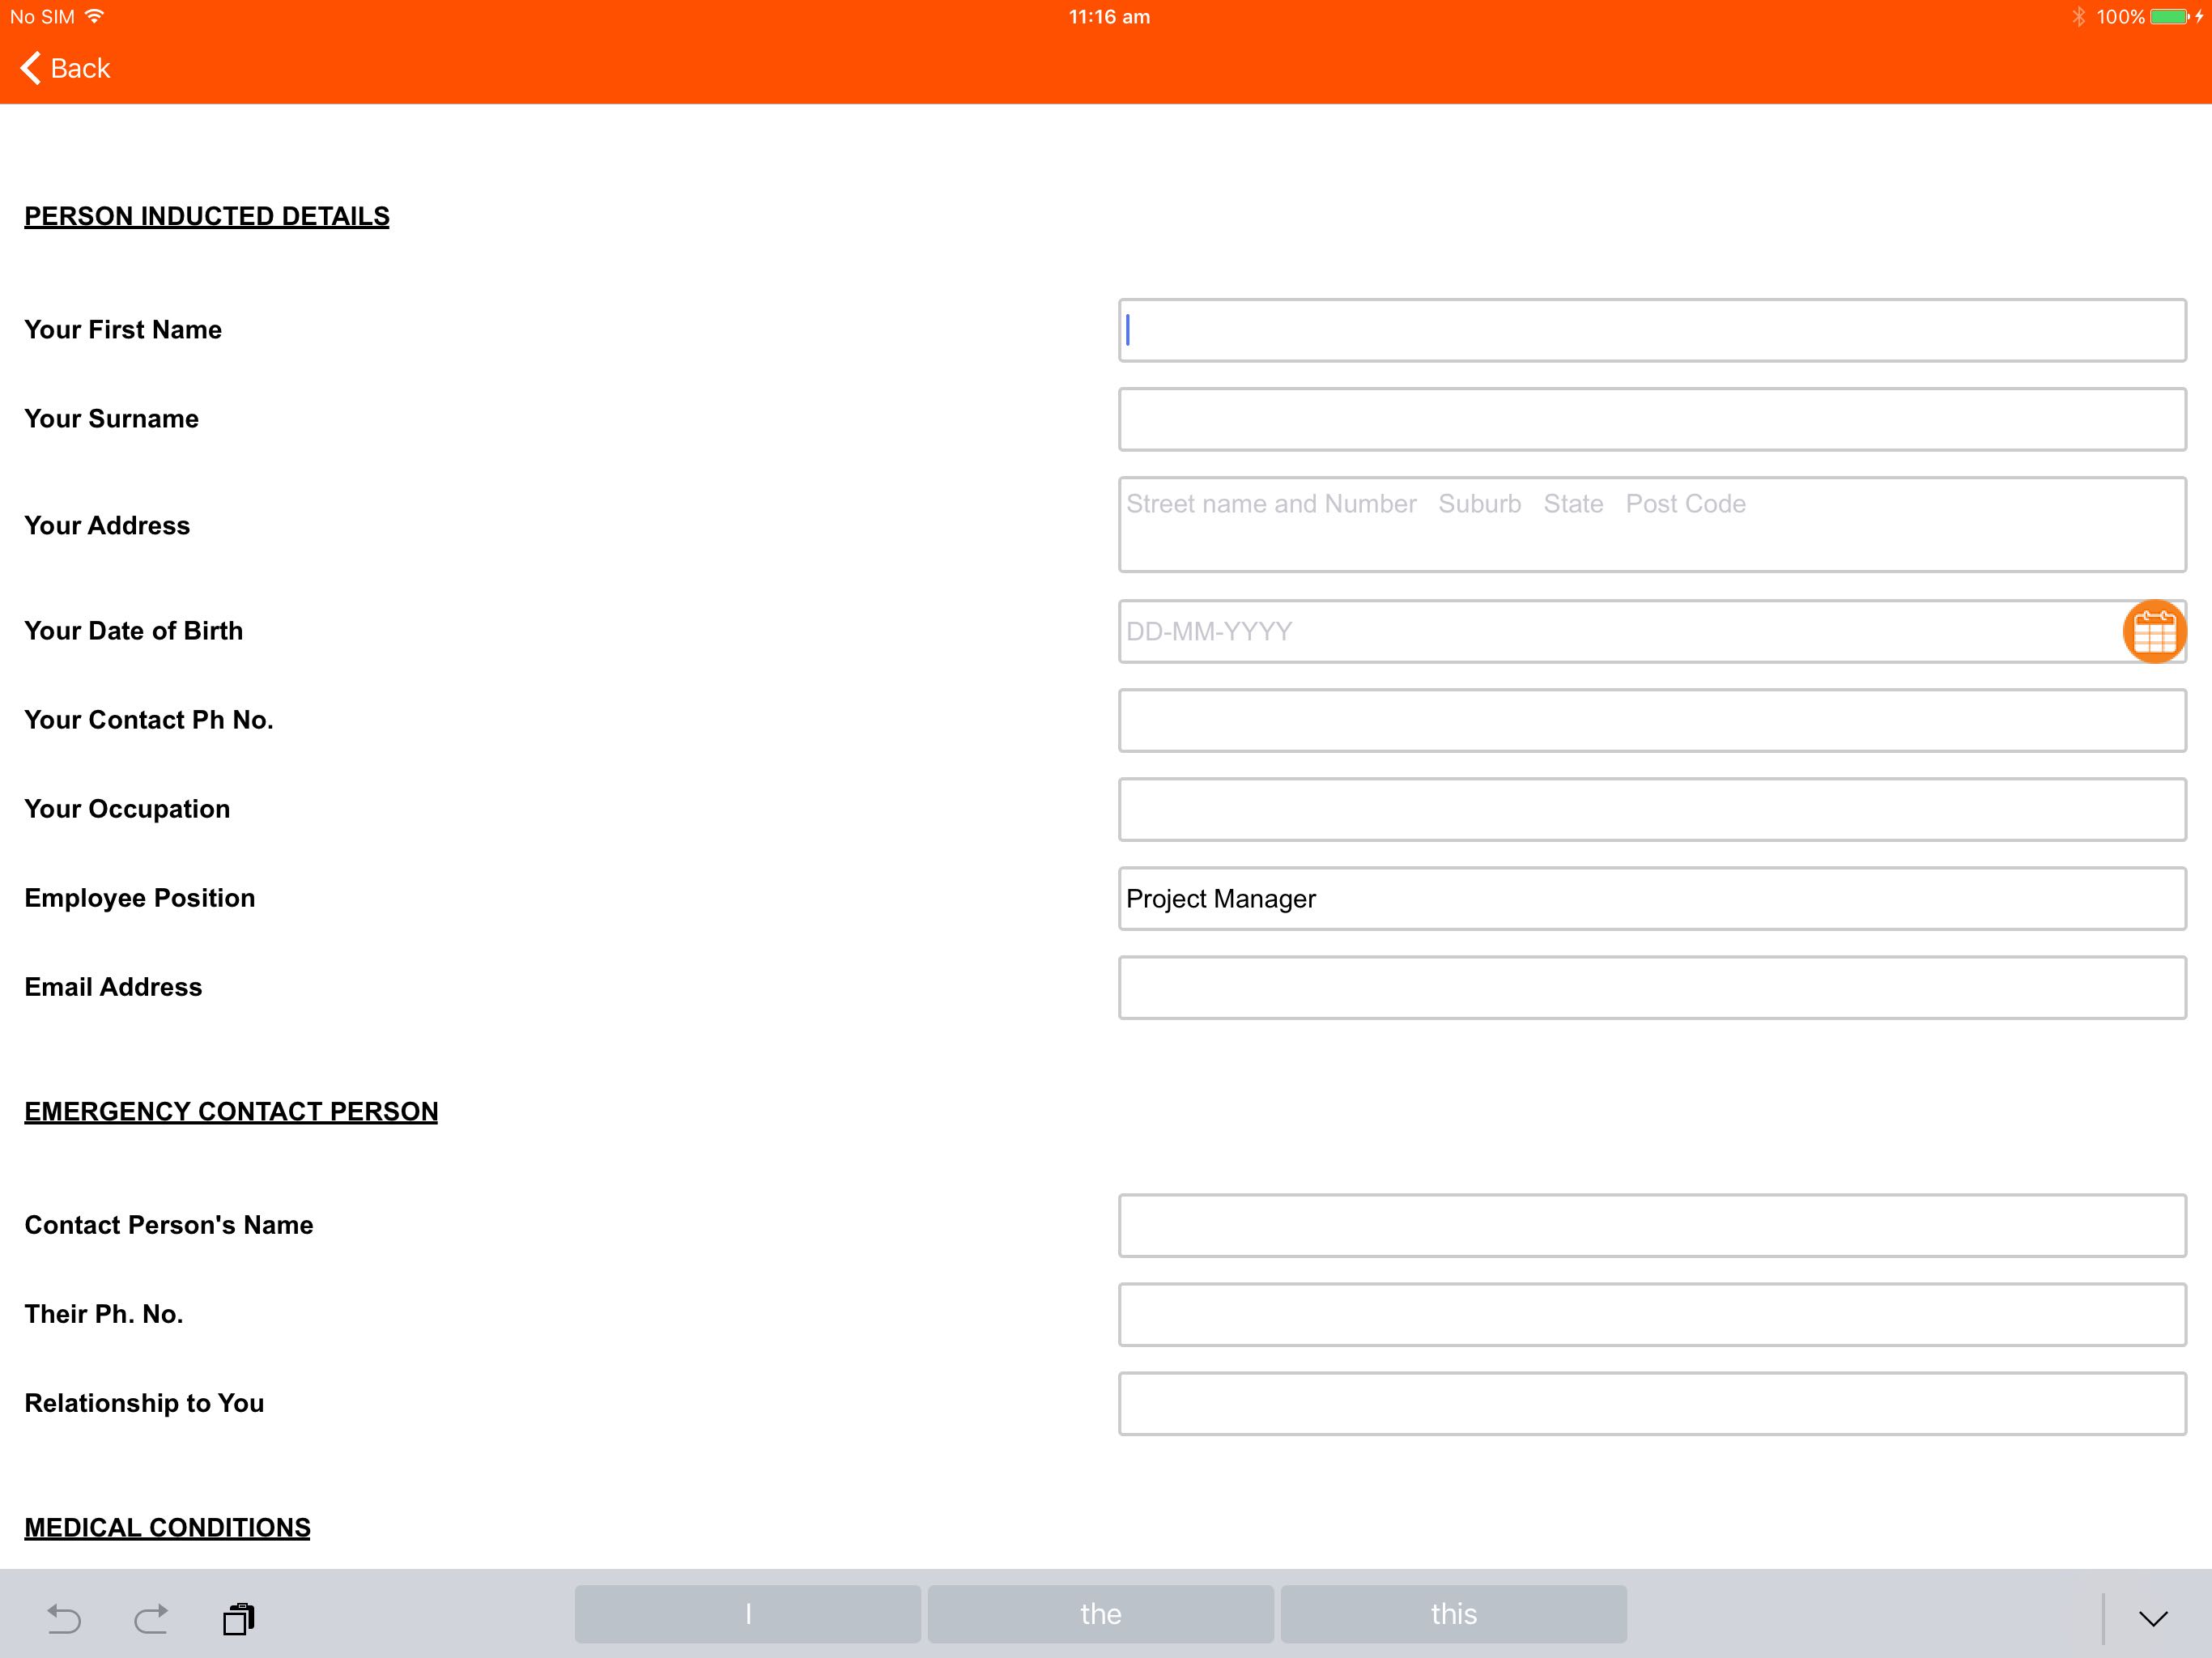 No SIM 11:16 am 100%
Back
PERSON INDUCTED DETAILS
Your First Name
Your Surname
Your Address Street name and Number Suburb State Post Code
Your Date of Birth DD-MM-YYYY
Your Contact Ph No.
Your Occupation
Employee Position Project Manager
Email Address
EMERGENCY CONTACT PERSON
Contact Person's Name
Their Ph. No.
Relationship to You
MEDICAL CONDITIONS
I the this